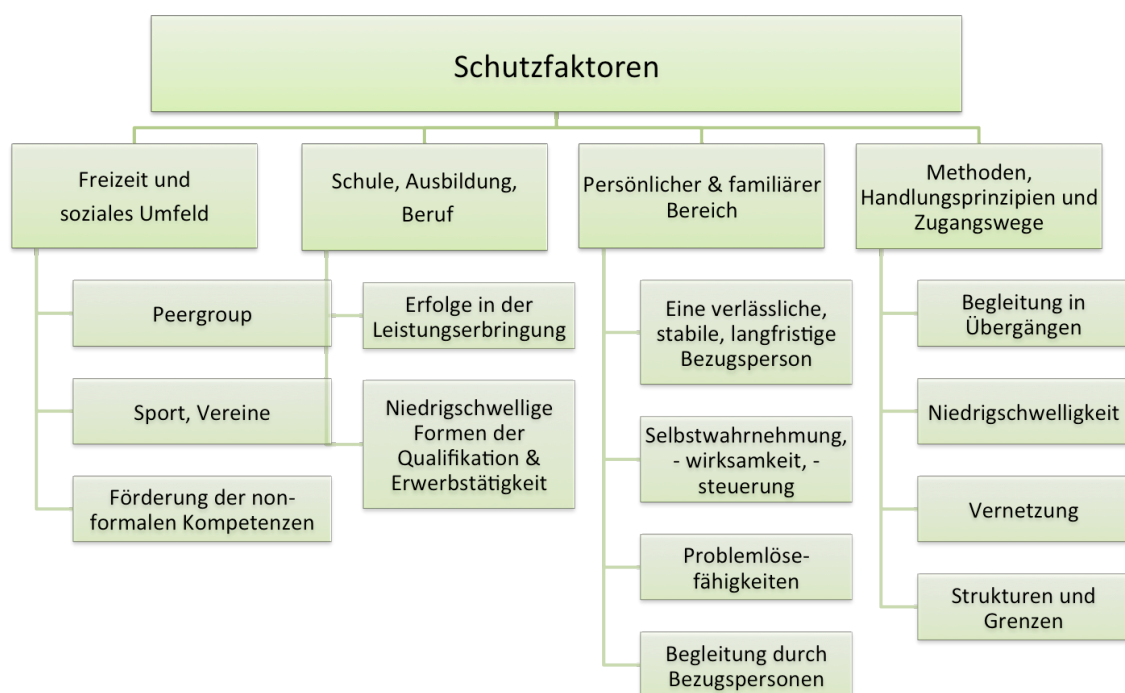 Schutzfaktoren
Freizeit und
soziales Umfeld
Peergroup
Sport, Vereine
Förderung der non-
formalen Kompetenzen
Schule, Ausbildung,
Beruf
Erfolge in der
Leistungserbringung
Niedrigschwellige
Formen der
Qualifikation &
Erwerbstätigkeit
Persönlicher & familiärer
Bereich
Eine verlässliche,
stabile, langfristige
Bezugsperson
Selbstwahrnehmung,
- wirksamkeit, -
steuerung
Problemlöse-
fähigkeiten
Begleitung durch
Bezugspersonen
Methoden,
Handlungsprinzipien und
Zugangswege
Begleitung in
Übergängen
Niedrigschwelligkeit
Vernetzung
Strukturen und
Grenzen